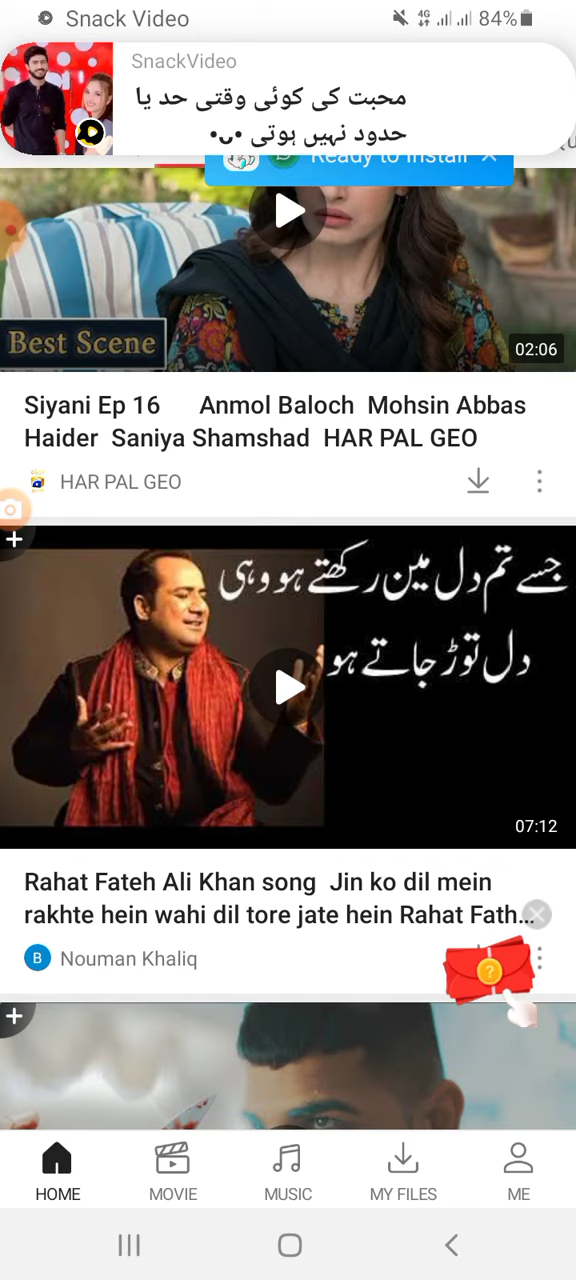 Snack Video
4G
84%
SnackVideo
محبت کی کوئی وقتی حد یا
حدود نہیں ہوتی •ᴗ•
Ready to install
Best Scene
02:06
Siyani Ep 16 Anmol Baloch Mohsin Abbas
Haider Saniya Shamshad HAR PAL GEO
HAR PAL GEO
جسے تم دل مین رکھتے ہو وہی
دل توڑ جاتے ہو
07:12
Rahat Fateh Ali Khan song Jin ko dil mein
rakhte hein wahi dil tore jate hein Rahat Fath...
B Nouman Khaliq
?
HOME MOVIE MUSIC MY FILES ME